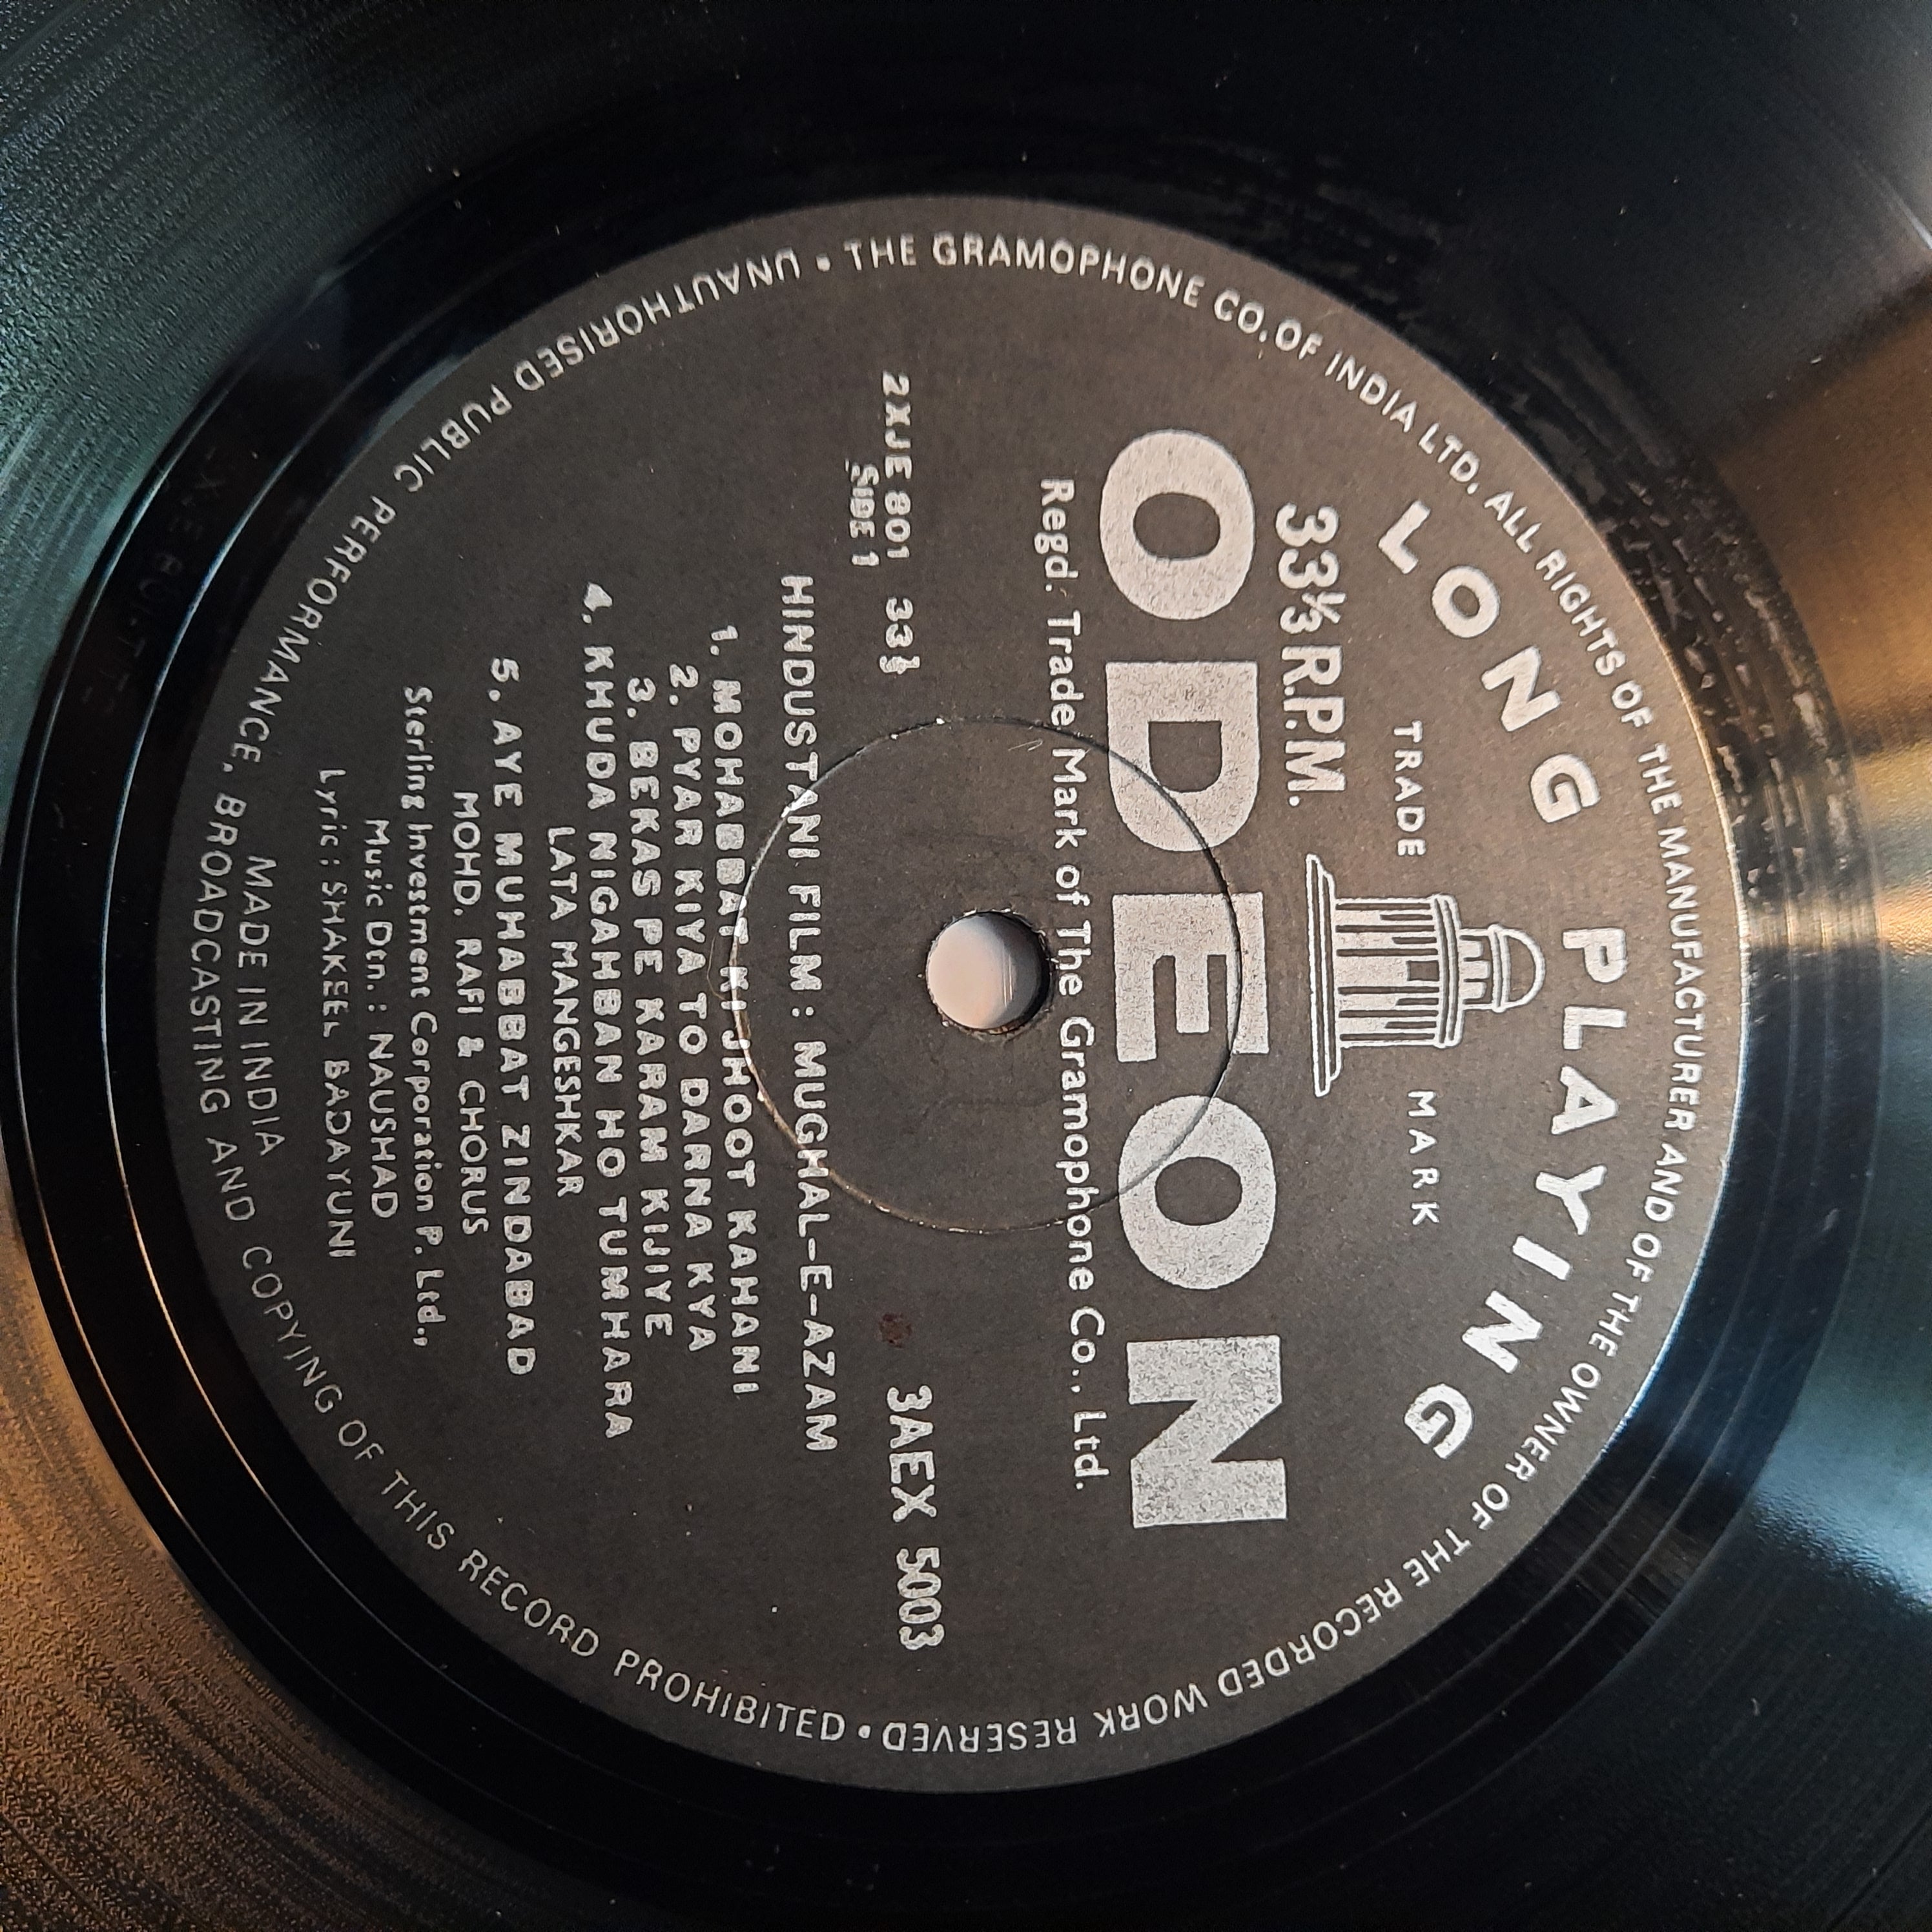 THE GRAMOPHONE CO. OF INDIA LTD. ALL RIGHTS OF THE MANUFACTURER AND OF THE OWNER OF THE RECORDED WORK RESERVED •
LONG PLAYING
TRADE MARK
33⅓ R.P.M.
ODEON
Regd. Trade Mark of The Gramophone Co., Ltd.
2XJE 801 33⅓
SIDE 1
3AEX 5003
HINDUSTANI FILM : MUGHAL-E-AZAM
1. MOHABBAT KI JHOOT KAHANI
2. PYAR KIYA TO DARNA KYA
3. BEKAS PE KARAM KIJIYE
4. KHUDA NIGAHBAN HO TUMHARA
LATA MANGESHKAR
5. AYE MUHABBAT ZINDABAD
MOHD. RAFI & CHORUS
Sterling Investment Corporation P. Ltd.,
Music Dtn. : NAUSHAD
Lyric : SHAKEEL BADAYUNI
MADE IN INDIA
UNAUTHORISED PUBLIC PERFORMANCE, BROADCASTING AND COPYING OF THIS RECORD PROHIBITED •